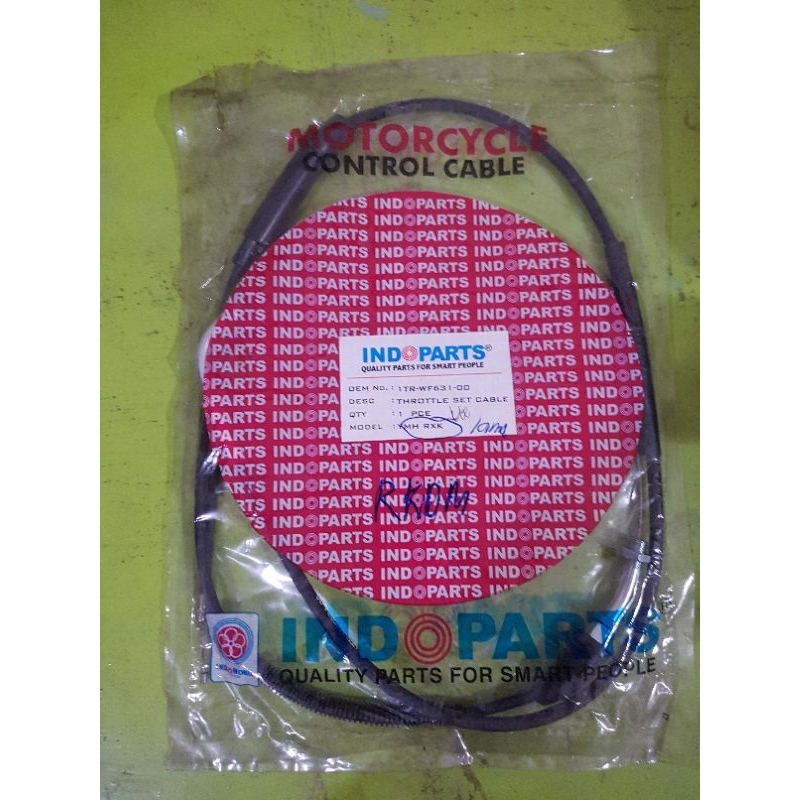 MOTORCYCLE
CONTROL CABLE
INDOPARTS®
QUALITY PARTS FOR SMART PEOPLE
OEM NO. : 1TR-WF631-00
DESC : THROTTLE SET CABLE
QTY : 1 PCE
MODEL : YMH RXK lama
INDOPARTS
QUALITY PARTS FOR SMART PEOPLE